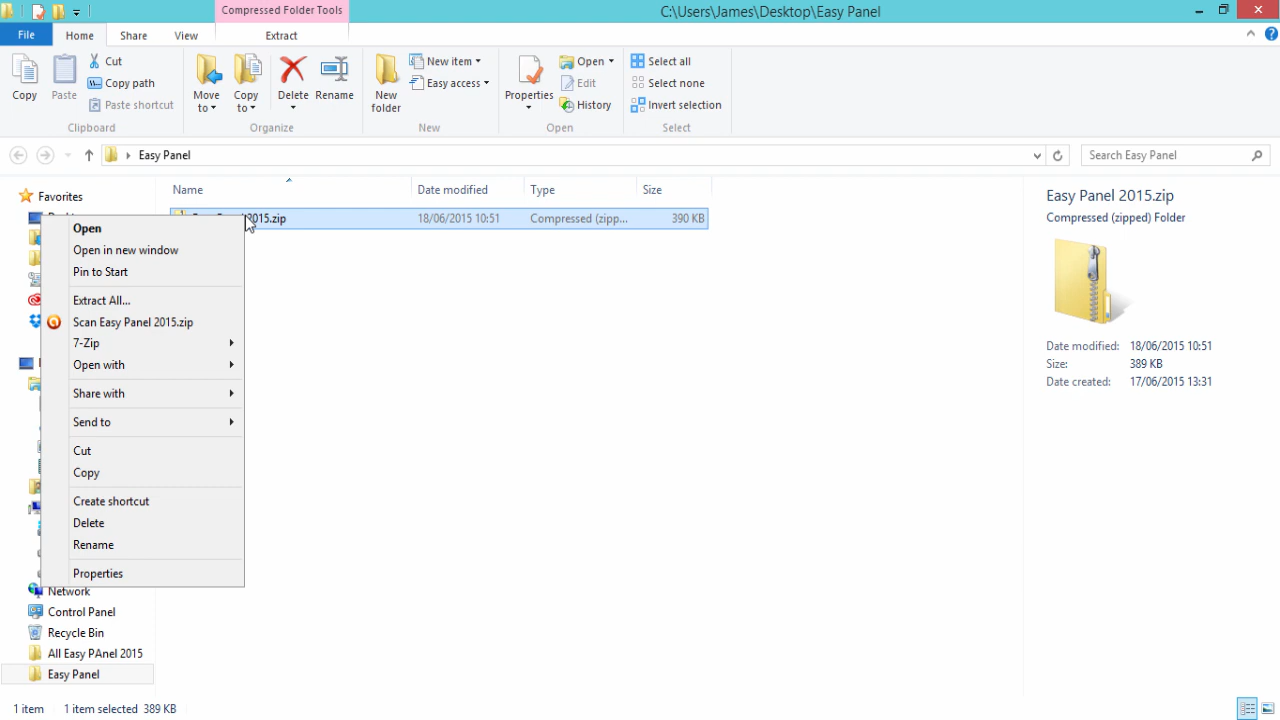 Compressed Folder Tools
C:\Users\James\Desktop\Easy Panel
File
Home
Share
View
Extract
Copy
Paste
Cut
Copy path
Paste shortcut
Clipboard
Move to
Copy to
Delete
Rename
Organize
New folder
New item
Easy access
New
Properties
Open
Edit
History
Open
Select all
Select none
Invert selection
Select
Easy Panel
Search Easy Panel
Favorites
Name
Date modified
Type
Size
2015.zip
18/06/2015 10:51
Compressed (zipp...
390 KB
Open
Open in new window
Pin to Start
Extract All...
Scan Easy Panel 2015.zip
7-Zip
Open with
Share with
Send to
Cut
Copy
Create shortcut
Delete
Rename
Properties
Network
Control Panel
Recycle Bin
All Easy PAnel 2015
Easy Panel
Easy Panel 2015.zip
Compressed (zipped) Folder
Date modified: 18/06/2015 10:51
Size: 389 KB
Date created: 17/06/2015 13:31
1 item
1 item selected 389 KB